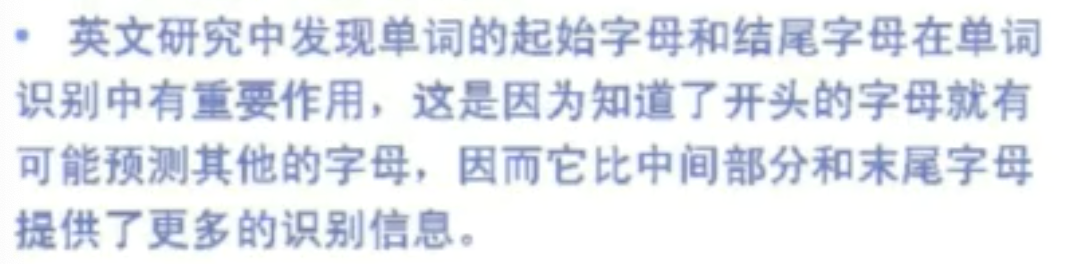 • 英文研究中发现单词的起始字母和结尾字母在单词
识别中有重要作用，这是因为知道了开头的字母就有
可能预测其他的字母，因而它比中间部分和末尾字母
提供了更多的识别信息。